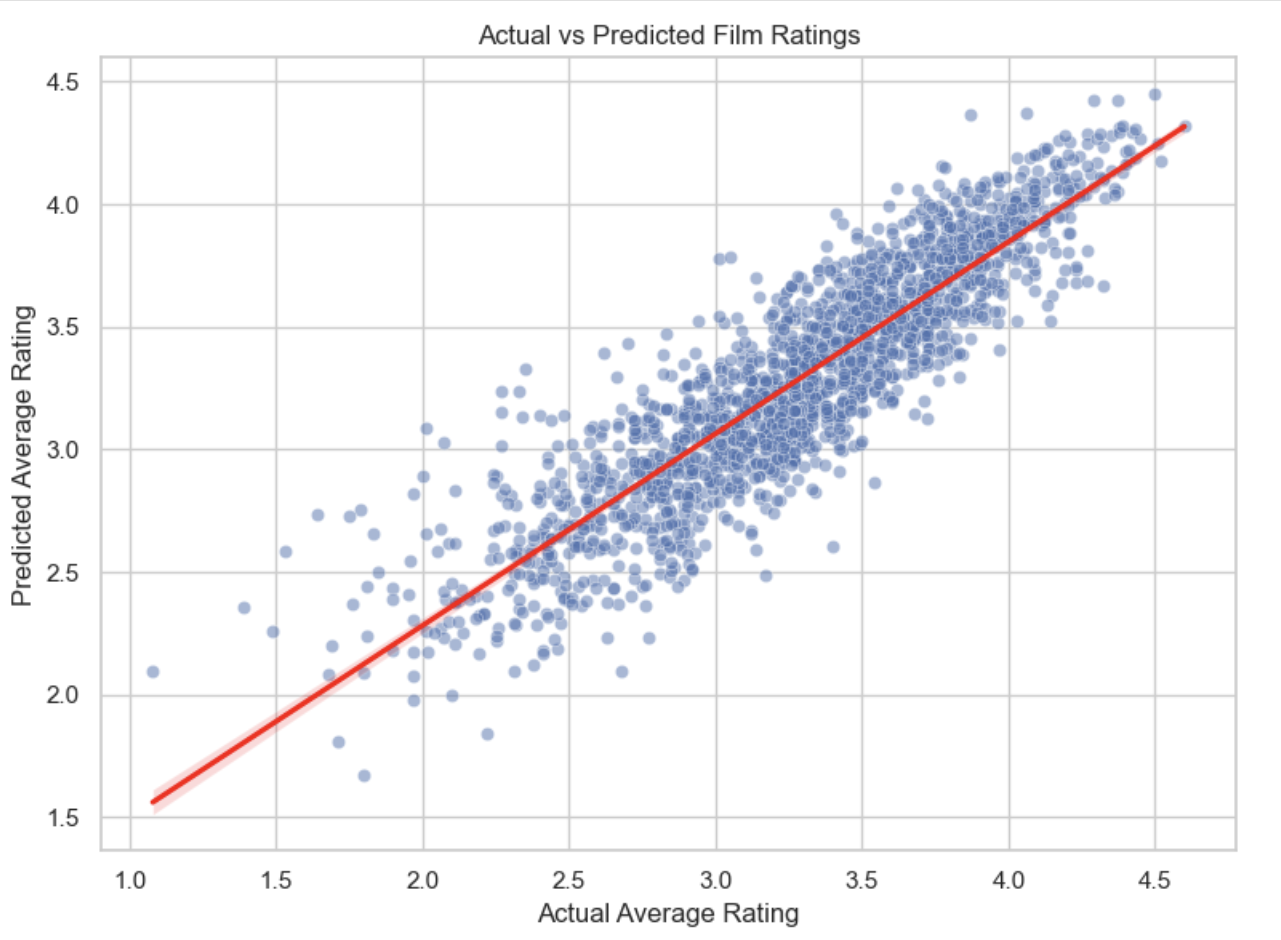 Actual vs Predicted Film Ratings
4.5
4.0
3.5
3.0
2.5
2.0
1.5
Predicted Average Rating
1.0 1.5 2.0 2.5 3.0 3.5 4.0 4.5
Actual Average Rating